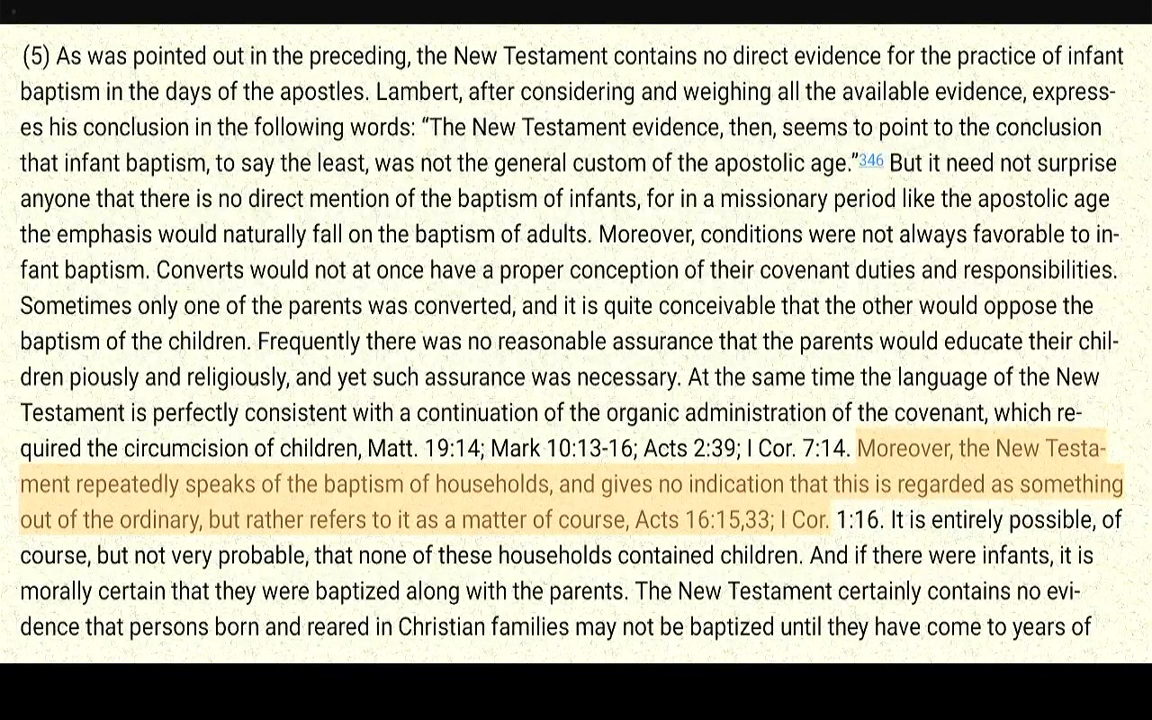 (5) As was pointed out in the preceding, the New Testament contains no direct evidence for the practice of infant
baptism in the days of the apostles. Lambert, after considering and weighing all the available evidence, express-
es his conclusion in the following words: “The New Testament evidence, then, seems to point to the conclusion
that infant baptism, to say the least, was not the general custom of the apostolic age.”346 But it need not surprise
anyone that there is no direct mention of the baptism of infants, for in a missionary period like the apostolic age
the emphasis would naturally fall on the baptism of adults. Moreover, conditions were not always favorable to in-
fant baptism. Converts would not at once have a proper conception of their covenant duties and responsibilities.
Sometimes only one of the parents was converted, and it is quite conceivable that the other would oppose the
baptism of the children. Frequently there was no reasonable assurance that the parents would educate their chil-
dren piously and religiously, and yet such assurance was necessary. At the same time the language of the New
Testament is perfectly consistent with a continuation of the organic administration of the covenant, which re-
quired the circumcision of children, Matt. 19:14; Mark 10:13-16; Acts 2:39; I Cor. 7:14. Moreover, the New Testa-
ment repeatedly speaks of the baptism of households, and gives no indication that this is regarded as something
out of the ordinary, but rather refers to it as a matter of course, Acts 16:15,33; I Cor. 1:16. It is entirely possible, of
course, but not very probable, that none of these households contained children. And if there were infants, it is
morally certain that they were baptized along with the parents. The New Testament certainly contains no evi-
dence that persons born and reared in Christian families may not be baptized until they have come to years of